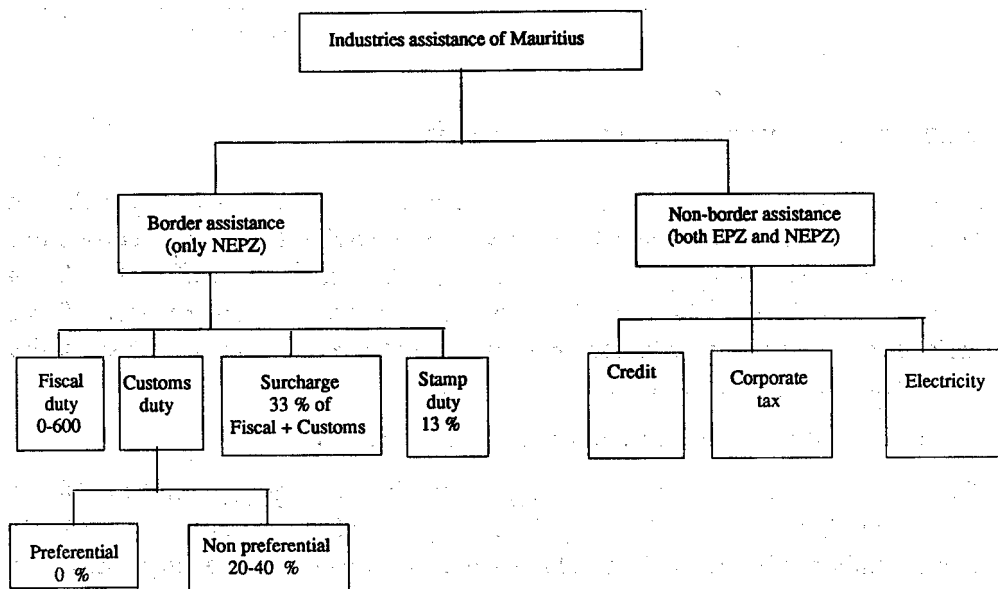 Industries assistance of Mauritius
Border assistance
(only NEPZ)
Non-border assistance
(both EPZ and NEPZ)
Fiscal
duty
0-600
Customs
duty
Surcharge
33 % of
Fiscal + Customs
Stamp
duty
13 %
Credit
Corporate
tax
Electricity
Preferential
0 %
Non preferential
20-40 %